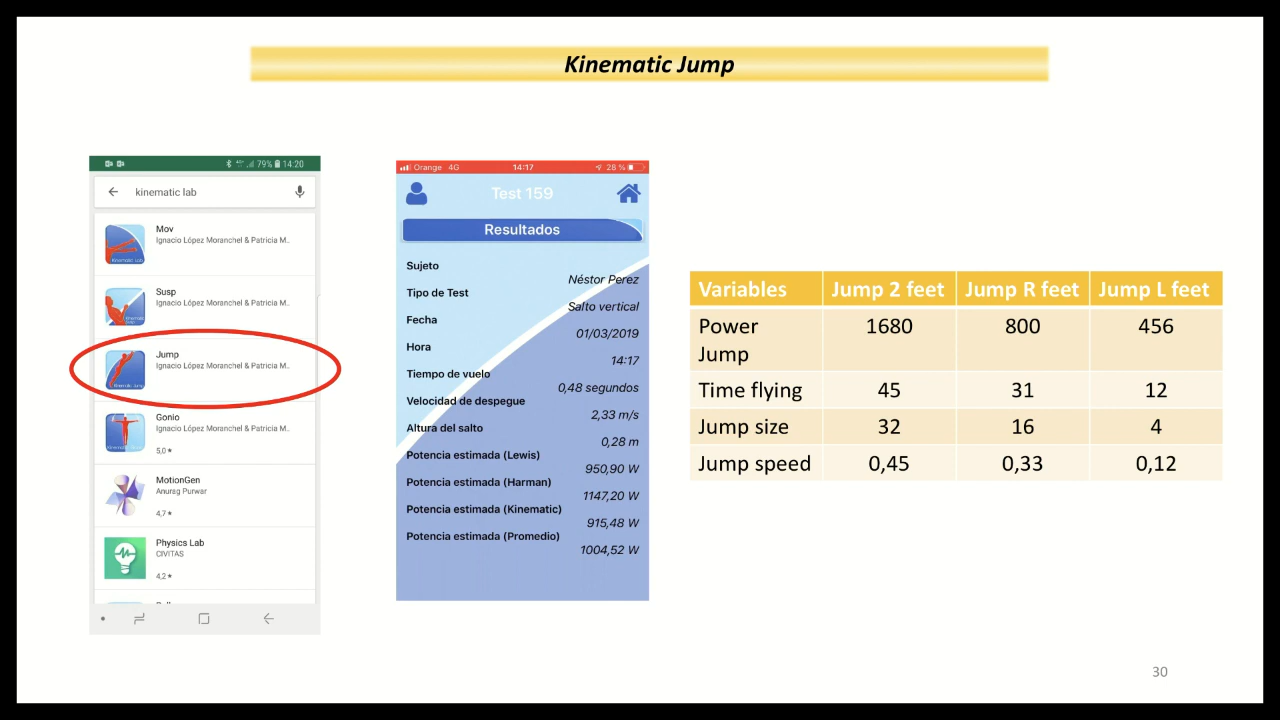 Kinematic Jump
79% 14:20
kinematic lab
Mov
Ignacio López Moranchel & Patricia M..
Susp
Ignacio López Moranchel & Patricia M..
Jump
Ignacio López Moranchel & Patricia M..
Gonio
Ignacio López Moranchel & Patricia M..
5,0 ★
MotionGen
Anurag Purwar
4,7 ★
Physics Lab
CIVITAS
4,2 ★
Orange 4G 14:17 28 %
Test 159
Resultados
Sujeto
Néstor Perez
Tipo de Test
Salto vertical
Fecha
01/03/2019
Hora
14:17
Tiempo de vuelo
0,48 segundos
Velocidad de despegue
2,33 m/s
Altura del salto
0,28 m
Potencia estimada (Lewis)
950,90 W
Potencia estimada (Harman)
1147,20 W
Potencia estimada (Kinematic)
915,48 W
Potencia estimada (Promedio)
1004,52 W
Variables Jump 2 feet Jump R feet Jump L feet
Power Jump 1680 800 456
Time flying 45 31 12
Jump size 32 16 4
Jump speed 0,45 0,33 0,12
30